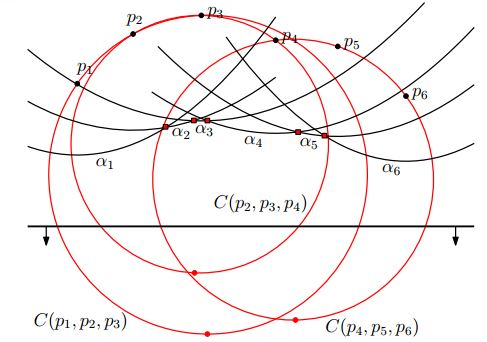 p₁
p₂
p₃
p₄
p₅
p₆
α₁
α₂
α₃
α₄
α₅
α₆
C(p₂, p₃, p₄)
C(p₁, p₂, p₃)
C(p₄, p₅, p₆)